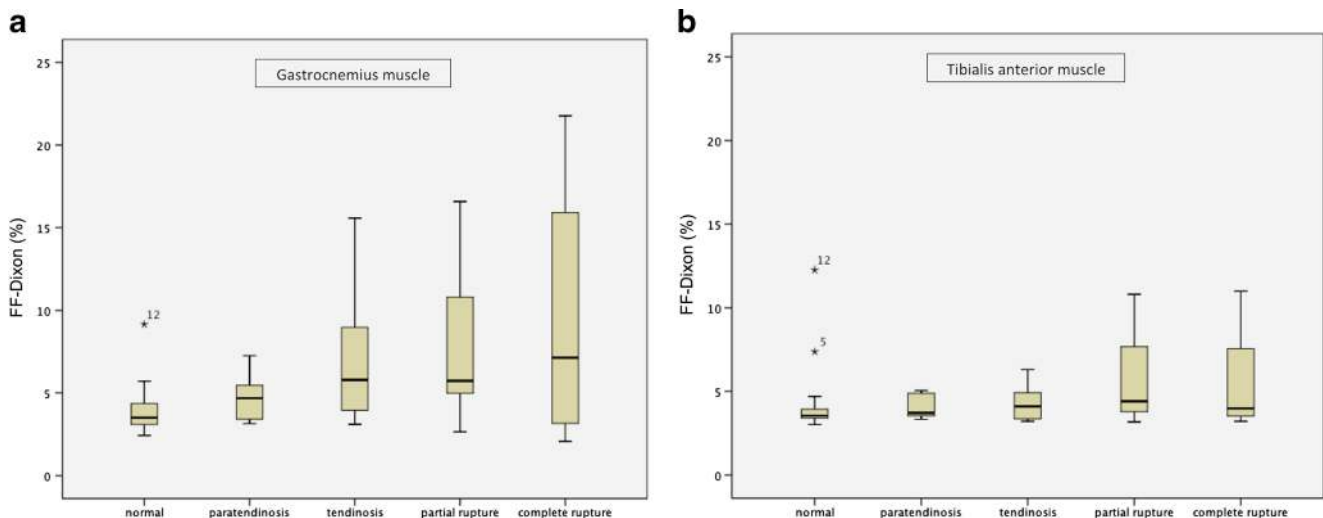 a
Gastrocnemius muscle
FF-Dixon (%)
25
20
15
10
5
0
12
normal paratendinosis tendinosis partial rupture complete rupture
b
Tibialis anterior muscle
FF-Dixon (%)
25
20
15
10
5
0
12
5
normal paratendinosis tendinosis partial rupture complete rupture